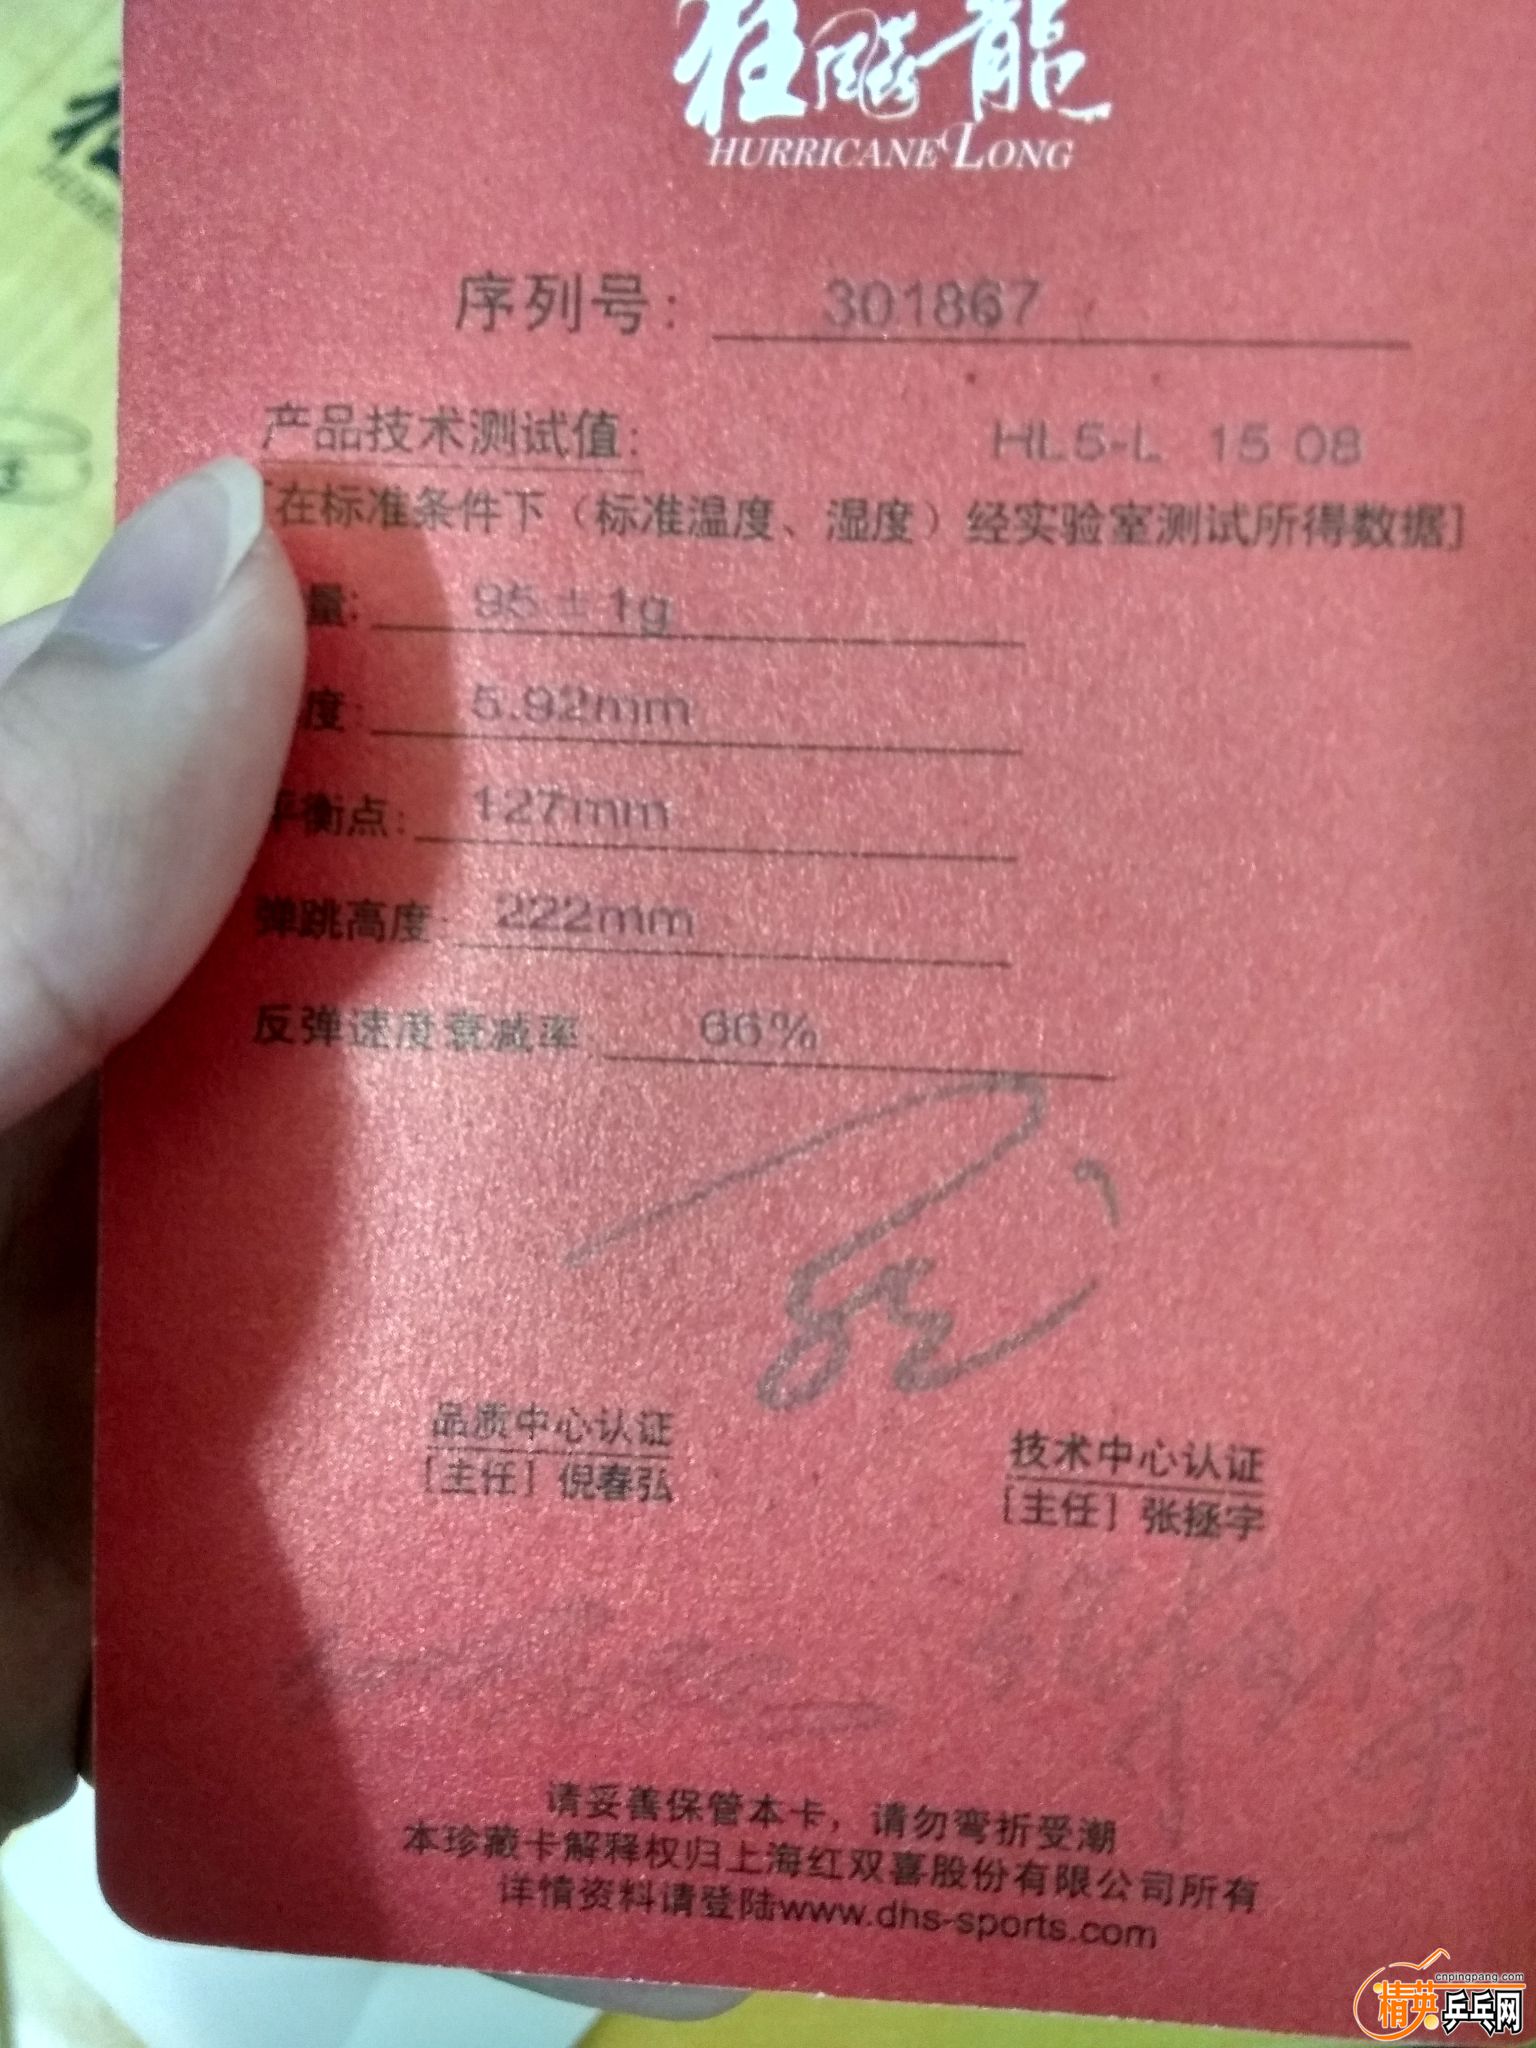 狂飚龍
HURRICANE LONG
序列号: 301867
产品技术测试值: HL5-L 15 08
[在标准条件下（标准温度、湿度）经实验室测试所得数据]
量: 95±1g
度: 5.92mm
平衡点: 127mm
弹跳高度: 222mm
反弹速度衰减率: 66%
品质中心认证
[主任] 倪春弘
技术中心认证
[主任] 张拯宇
请妥善保管本卡，请勿弯折受潮
本珍藏卡解释权归上海红双喜股份有限公司所有
详情资料请登陆www.dhs-sports.com
cnpingpang.com
精英乒乓网